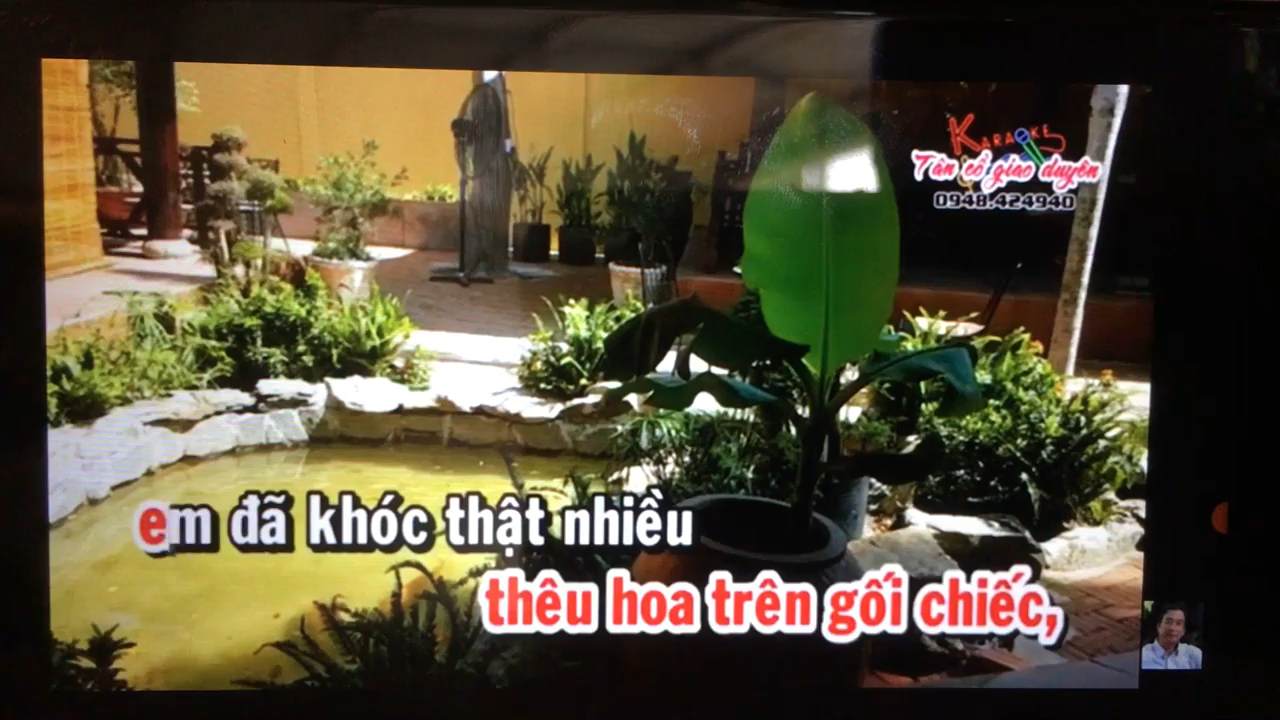 KARAOKE
Tân cổ giao duyên
0948.424940
em đã khóc thật nhiều
thêu hoa trên gối chiếc,